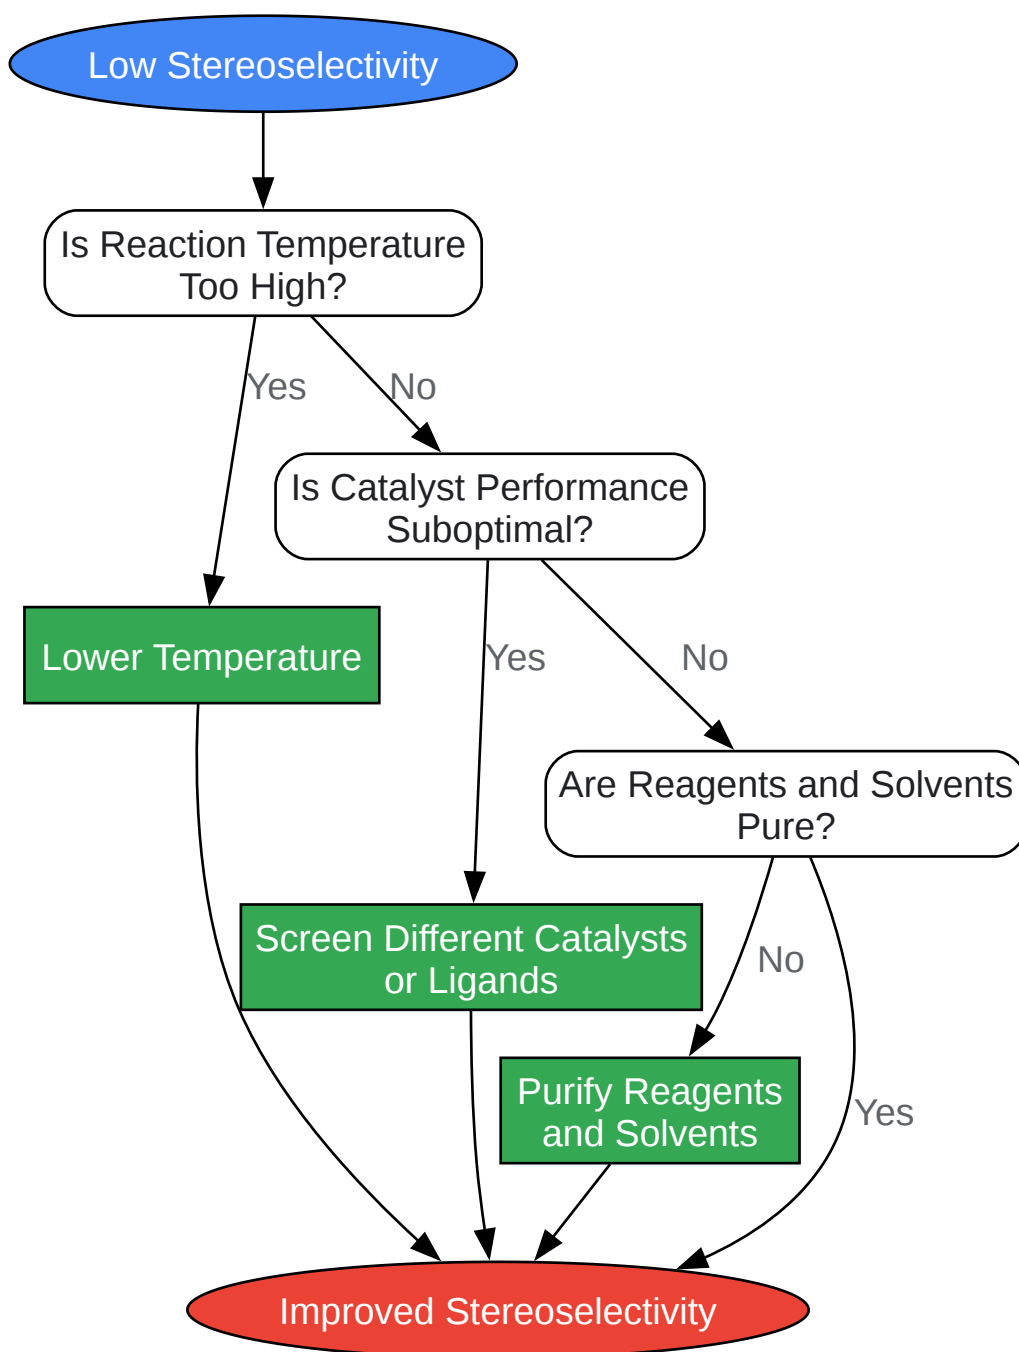 Low Stereoselectivity
Is Reaction Temperature
Too High?
Yes
No
Is Catalyst Performance
Suboptimal?
Lower Temperature
Yes
No
Are Reagents and Solvents
Pure?
Screen Different Catalysts
or Ligands
No
Purify Reagents
and Solvents
Yes
Improved Stereoselectivity